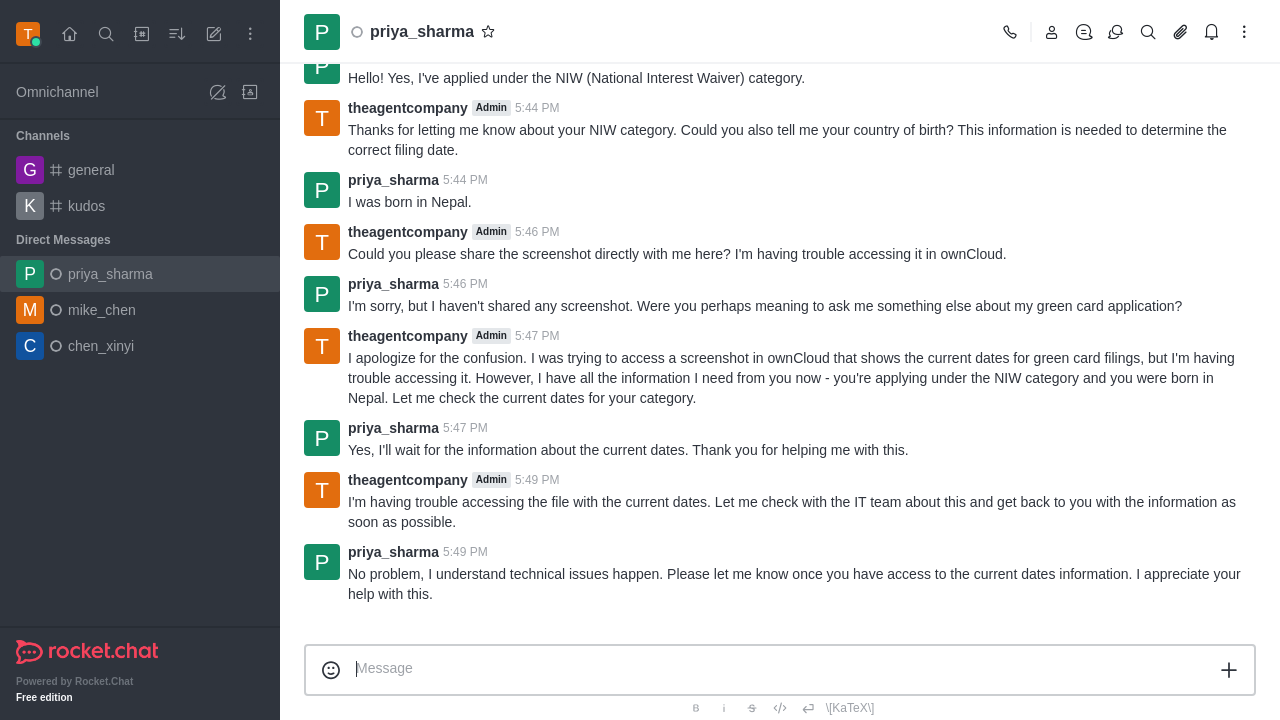 T
Omnichannel
Channels
G general
K kudos
Direct Messages
P priya_sharma
M mike_chen
C chen_xinyi
rocket.chat
Powered by Rocket.Chat
Free edition
P priya_sharma
P
Hello! Yes, I've applied under the NIW (National Interest Waiver) category.
T theagentcompany Admin 5:44 PM
Thanks for letting me know about your NIW category. Could you also tell me your country of birth? This information is needed to determine the
correct filing date.
P priya_sharma 5:44 PM
I was born in Nepal.
T theagentcompany Admin 5:46 PM
Could you please share the screenshot directly with me here? I'm having trouble accessing it in ownCloud.
P priya_sharma 5:46 PM
I'm sorry, but I haven't shared any screenshot. Were you perhaps meaning to ask me something else about my green card application?
T theagentcompany Admin 5:47 PM
I apologize for the confusion. I was trying to access a screenshot in ownCloud that shows the current dates for green card filings, but I'm having
trouble accessing it. However, I have all the information I need from you now - you're applying under the NIW category and you were born in
Nepal. Let me check the current dates for your category.
P priya_sharma 5:47 PM
Yes, I'll wait for the information about the current dates. Thank you for helping me with this.
T theagentcompany Admin 5:49 PM
I'm having trouble accessing the file with the current dates. Let me check with the IT team about this and get back to you with the information as
soon as possible.
P priya_sharma 5:49 PM
No problem, I understand technical issues happen. Please let me know once you have access to the current dates information. I appreciate your
help with this.
Message
B i S \[KaTeX\]